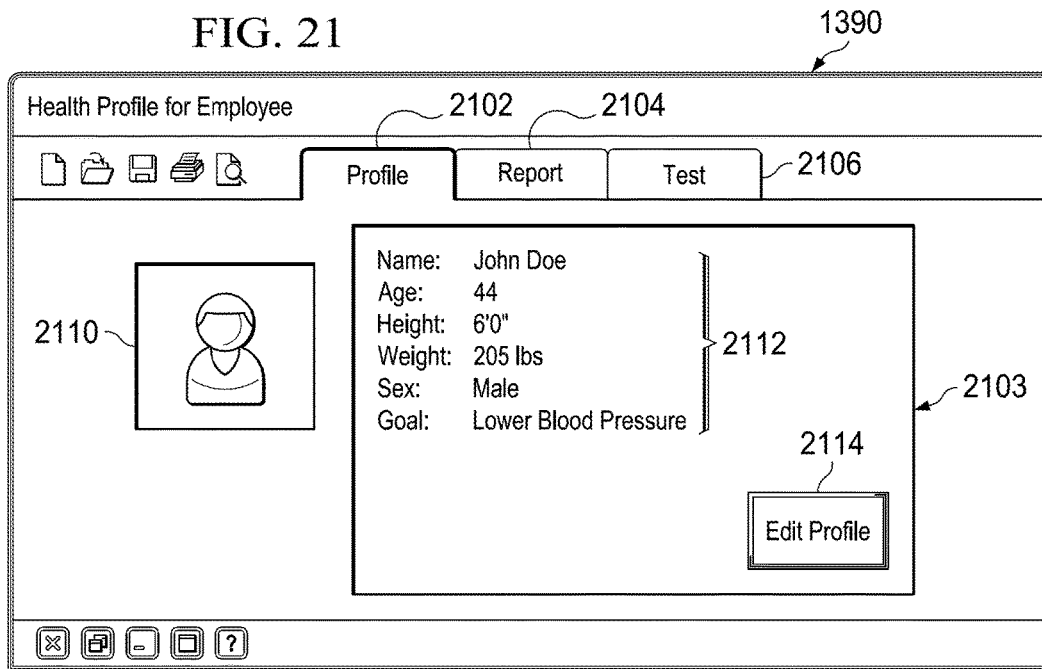 FIG. 21
1390
Health Profile for Employee
2102
2104
Profile
Report
Test
2106
Name: John Doe
Age: 44
Height: 6'0"
Weight: 205 lbs
Sex: Male
Goal: Lower Blood Pressure
2110
2112
2103
2114
Edit Profile
?